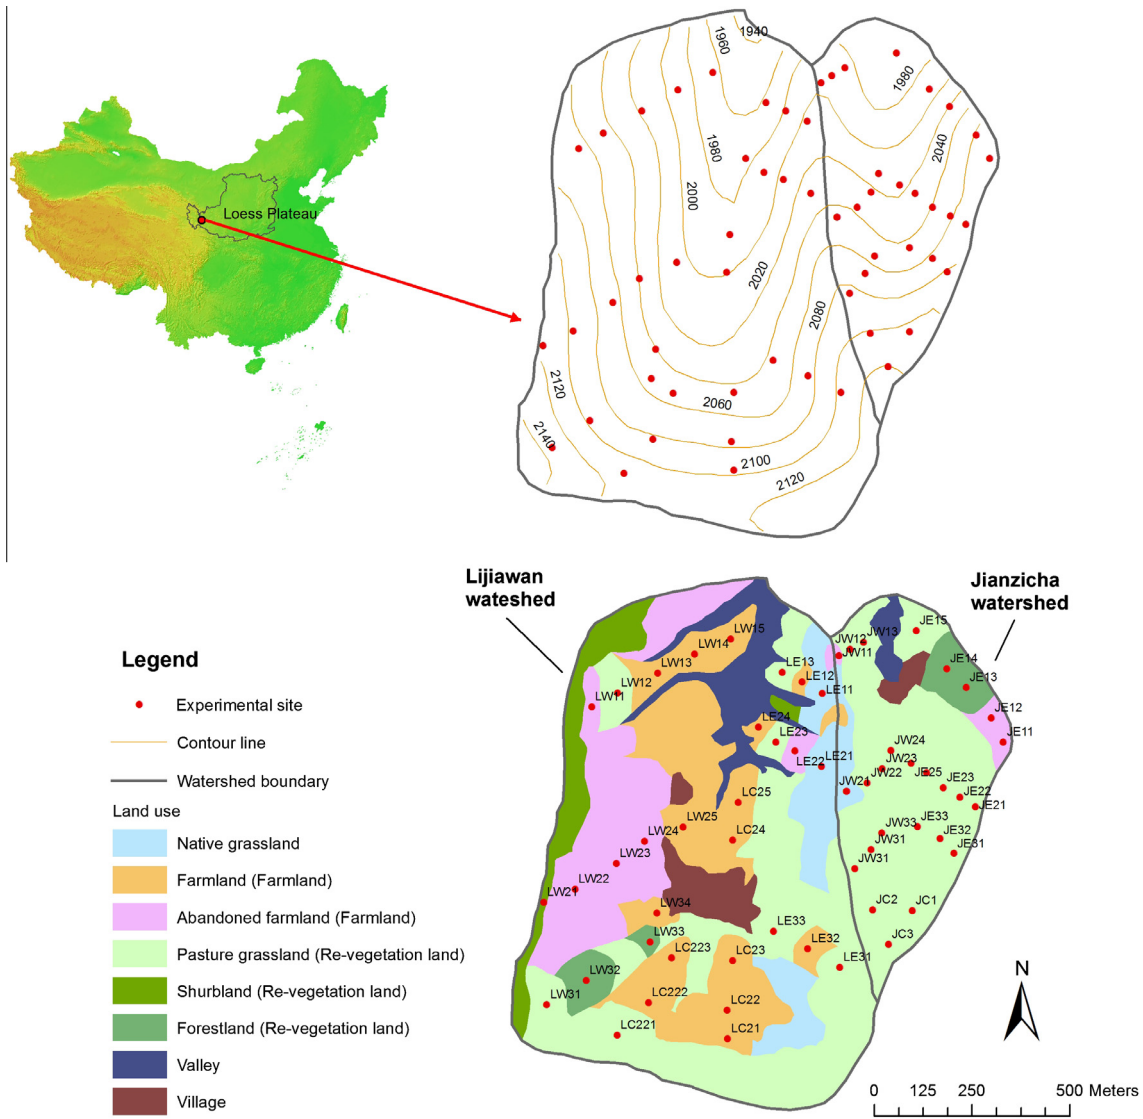 1940
1960
1980
1980
2040
2000
Loess Plateau
2020
2080
2120
2060
2140
2100
2120
Lijiawan
wateshed
Jianzicha
watershed
Legend
Experimental site
Contour line
Watershed boundary
Land use
Native grassland
Farmland (Farmland)
Abandoned farmland (Farmland)
Pasture grassland (Re-vegetation land)
Shurbland (Re-vegetation land)
Forestland (Re-vegetation land)
Valley
Village
LW15
LW14
LW13
LW12
LW11
LE13
LE12
LE11
LE24
LE23
LE22
LE21
JW13
JW12
JW11
JE15
JE14
JE13
JE12
JE11
JW24
JW23
JW22
JW21
JE25
JE23
JE22
JE21
LC25
LC24
LW25
LW24
LW23
LW22
LW21
JW33
JW31
JW31
JE33
JE32
JE31
LW34
LW33
LW32
LW31
LC223
LC222
LC221
LC23
LC22
LC21
LE33
LE32
LE31
JC2
JC1
JC3
N
0 125 250 500 Meters